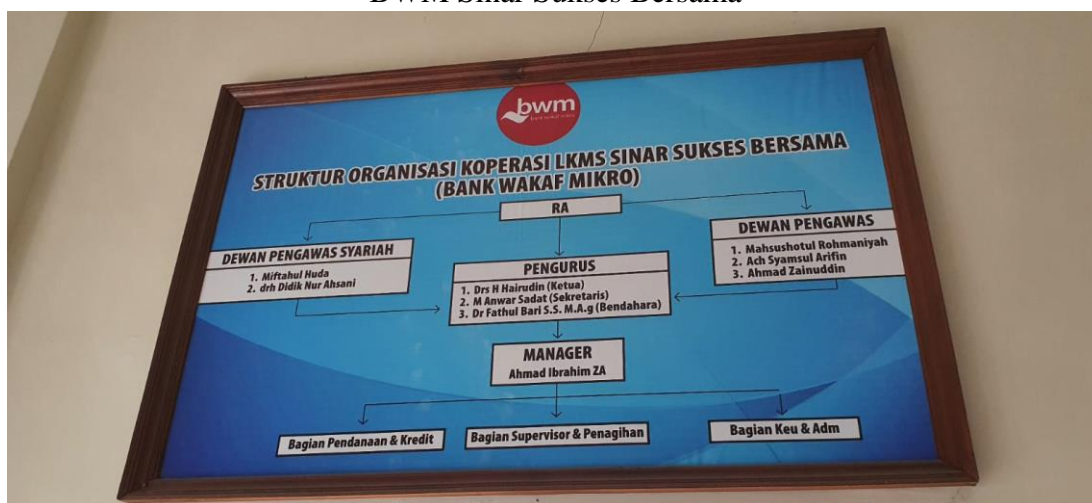 BWM Sinar Sukses Bersama
bwm
STRUKTUR ORGANISASI KOPERASI LKMS SINAR SUKSES BERSAMA
(BANK WAKAF MIKRO)
RA
DEWAN PENGAWAS SYARIAH
1. Miftahul Huda
2. drh Didik Nur Ahsani
PENGURUS
1. Drs H Hairudin (Ketua)
2. M Anwar Sadat (Sekretaris)
3. Dr Fathul Bari S.S. M.A.g (Bendahara)
DEWAN PENGAWAS
1. Mahsushotul Rohmaniyah
2. Ach Syamsul Arifin
3. Ahmad Zainuddin
MANAGER
Ahmad Ibrahim ZA
Bagian Pendanaan & Kredit
Bagian Supervisor & Penagihan
Bagian Keu & Adm